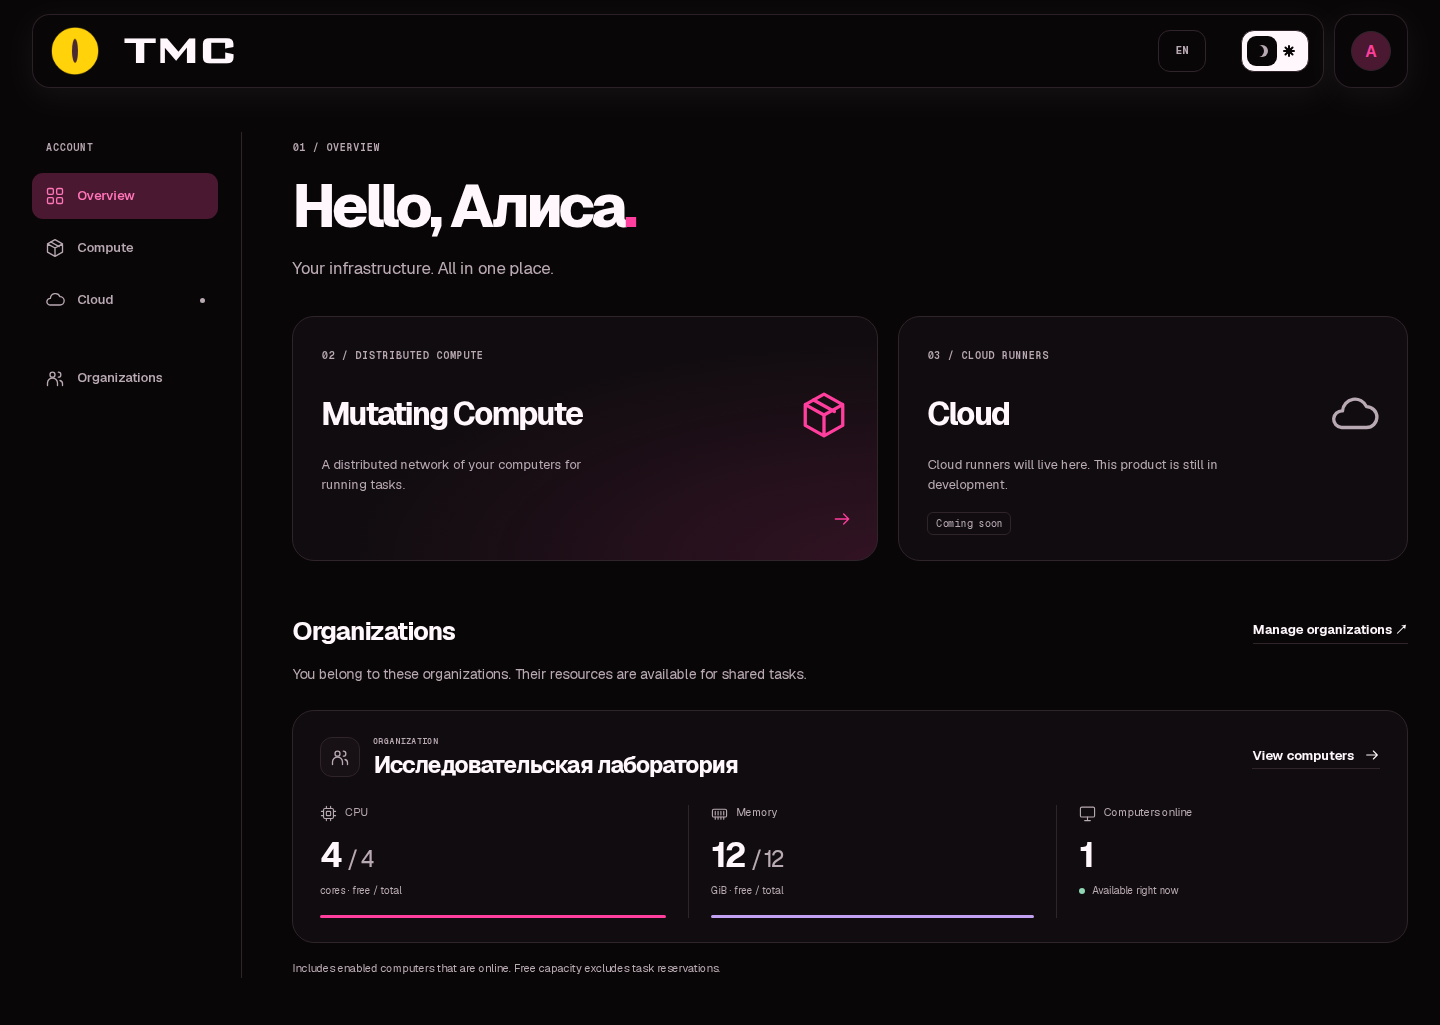 TMC
EN
A
ACCOUNT
Overview
Compute
Cloud
Organizations
01 / OVERVIEW
Hello, Алиса.
Your infrastructure. All in one place.
02 / DISTRIBUTED COMPUTE
Mutating Compute
A distributed network of your computers for
running tasks.
03 / CLOUD RUNNERS
Cloud
Cloud runners will live here. This product is still in
development.
Coming soon
Organizations
Manage organizations ↗
You belong to these organizations. Their resources are available for shared tasks.
ORGANIZATION
Исследовательская лаборатория
View computers →
CPU
4 / 4
cores · free / total
Memory
12 / 12
GiB · free / total
Computers online
1
Available right now
Includes enabled computers that are online. Free capacity excludes task reservations.